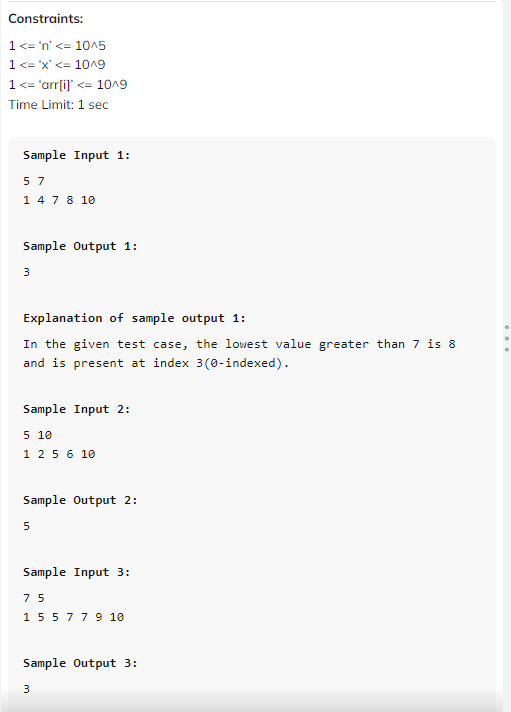 Constraints:
1 <= 'n' <= 10^5
1 <= 'x' <= 10^9
1 <= 'arr[i]' <= 10^9
Time Limit: 1 sec
Sample Input 1:
5 7
1 4 7 8 10
Sample Output 1:
3
Explanation of sample output 1:
In the given test case, the lowest value greater than 7 is 8
and is present at index 3(0-indexed).
Sample Input 2:
5 10
1 2 5 6 10
Sample Output 2:
5
Sample Input 3:
7 5
1 5 5 7 7 9 10
Sample Output 3:
3